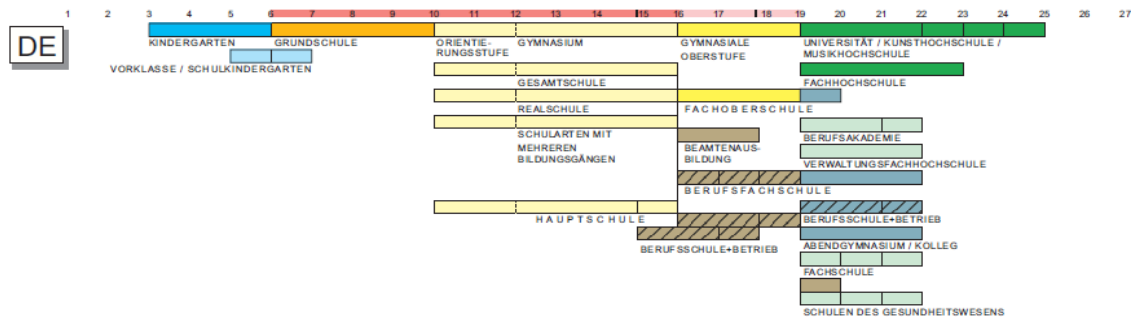 1 2 3 4 5 6 7 8 9 10 11 12 13 14 15 16 17 18 19 20 21 22 23 24 25 26 27
DE
KINDERGARTEN GRUNDSCHULE ORIENTIE- GYMNASIUM GYMNASIALE UNIVERSITÄT / KUNSTHOCHSCHULE /
RUNGSSTUFE OBERSTUFE MUSIKHOCHSCHULE
VORKLASSE / SCHULKINDERGARTEN
GESAMTSCHULE FACHHOCHSCHULE
REALSCHULE FACHOBERSCHULE
SCHULARTEN MIT BEAMTENAUS- BERUFSAKADEMIE
MEHREREN BILDUNG
BILDUNGSGÄNGEN VERWALTUNGSFACHHOCHSCHULE
BERUFSFACHSCHULE
HAUPTSCHULE BERUFSSCHULE+BETRIEB
BERUFSSCHULE+BETRIEB ABENDGYMNASIUM / KOLLEG
FACHSCHULE
SCHULEN DES GESUNDHEITSWESENS